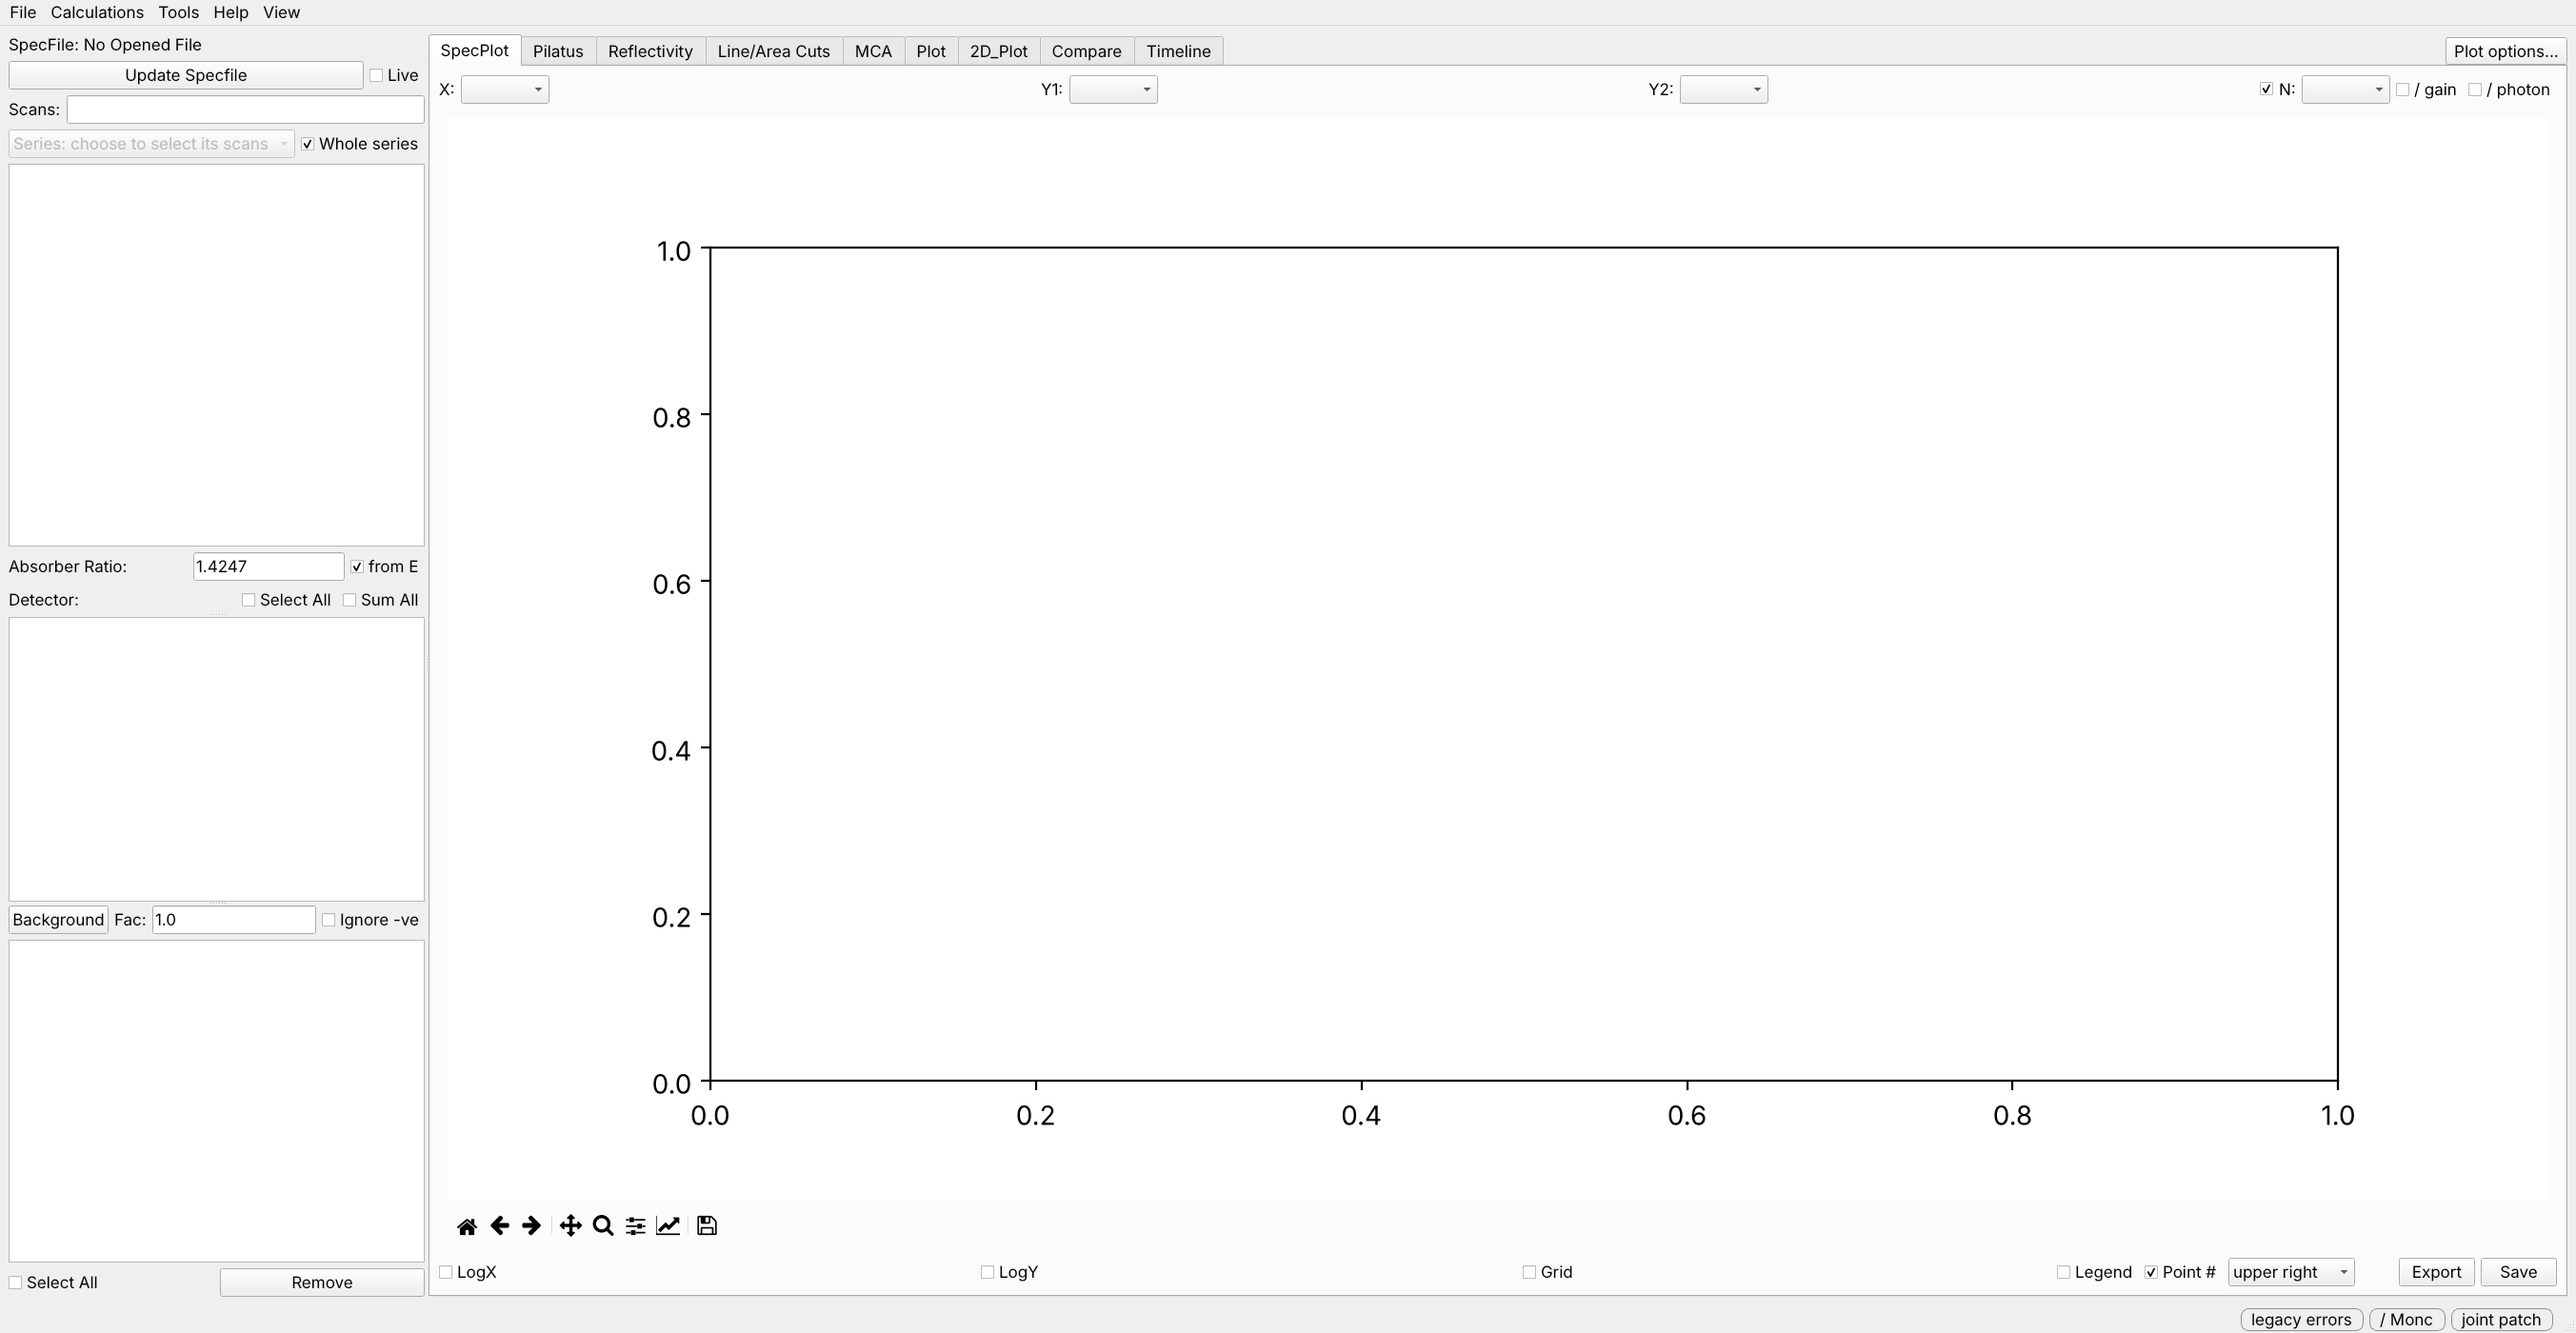 File Calculations Tools Help View
SpecFile: No Opened File
Update Specfile Live
Scans:
Series: choose to select its scans Whole series
Absorber Ratio: 1.4247 from E
Detector: Select All Sum All
Background Fac: 1.0 Ignore -ve
Select All Remove
SpecPlot Pilatus Reflectivity Line/Area Cuts MCA Plot 2D_Plot Compare Timeline Plot options...
X: Y1: Y2: N: / gain / photon
1.0
0.8
0.6
0.4
0.2
0.0
0.0 0.2 0.4 0.6 0.8 1.0
LogX LogY Grid Legend Point # upper right Export Save
legacy errors / Monc joint patch